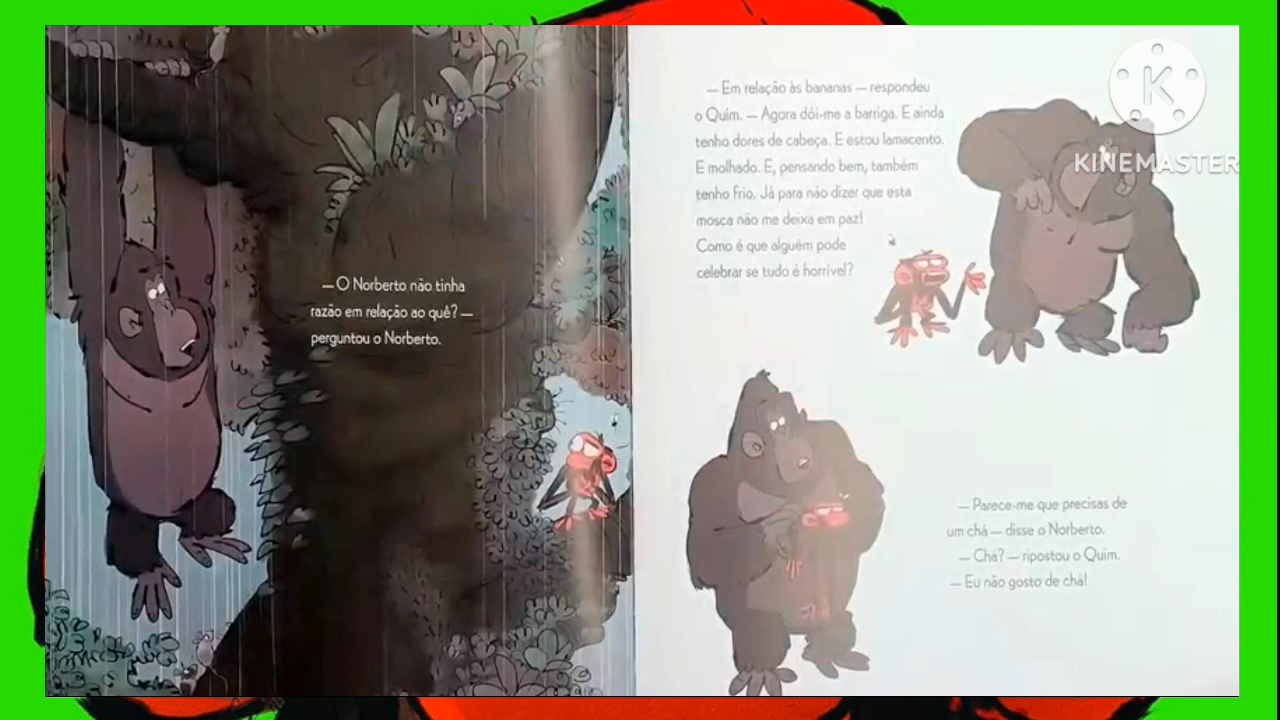 — O Norberto não tinha
razão em relação ao quê? —
perguntou o Norberto.
— Em relação às bananas — respondeu
o Quim. — Agora dói-me a barriga. E ainda
tenho dores de cabeça. E estou lamacento.
E molhado. E, pensando bem, também
tenho frio. Já para não dizer que esta
mosca não me deixa em paz!
Como é que alguém pode
celebrar se tudo é horrível?
— Parece-me que precisas de
um chá — disse o Norberto.
— Chá? — ripostou o Quim.
— Eu não gosto de chá!
K
KINEMASTER